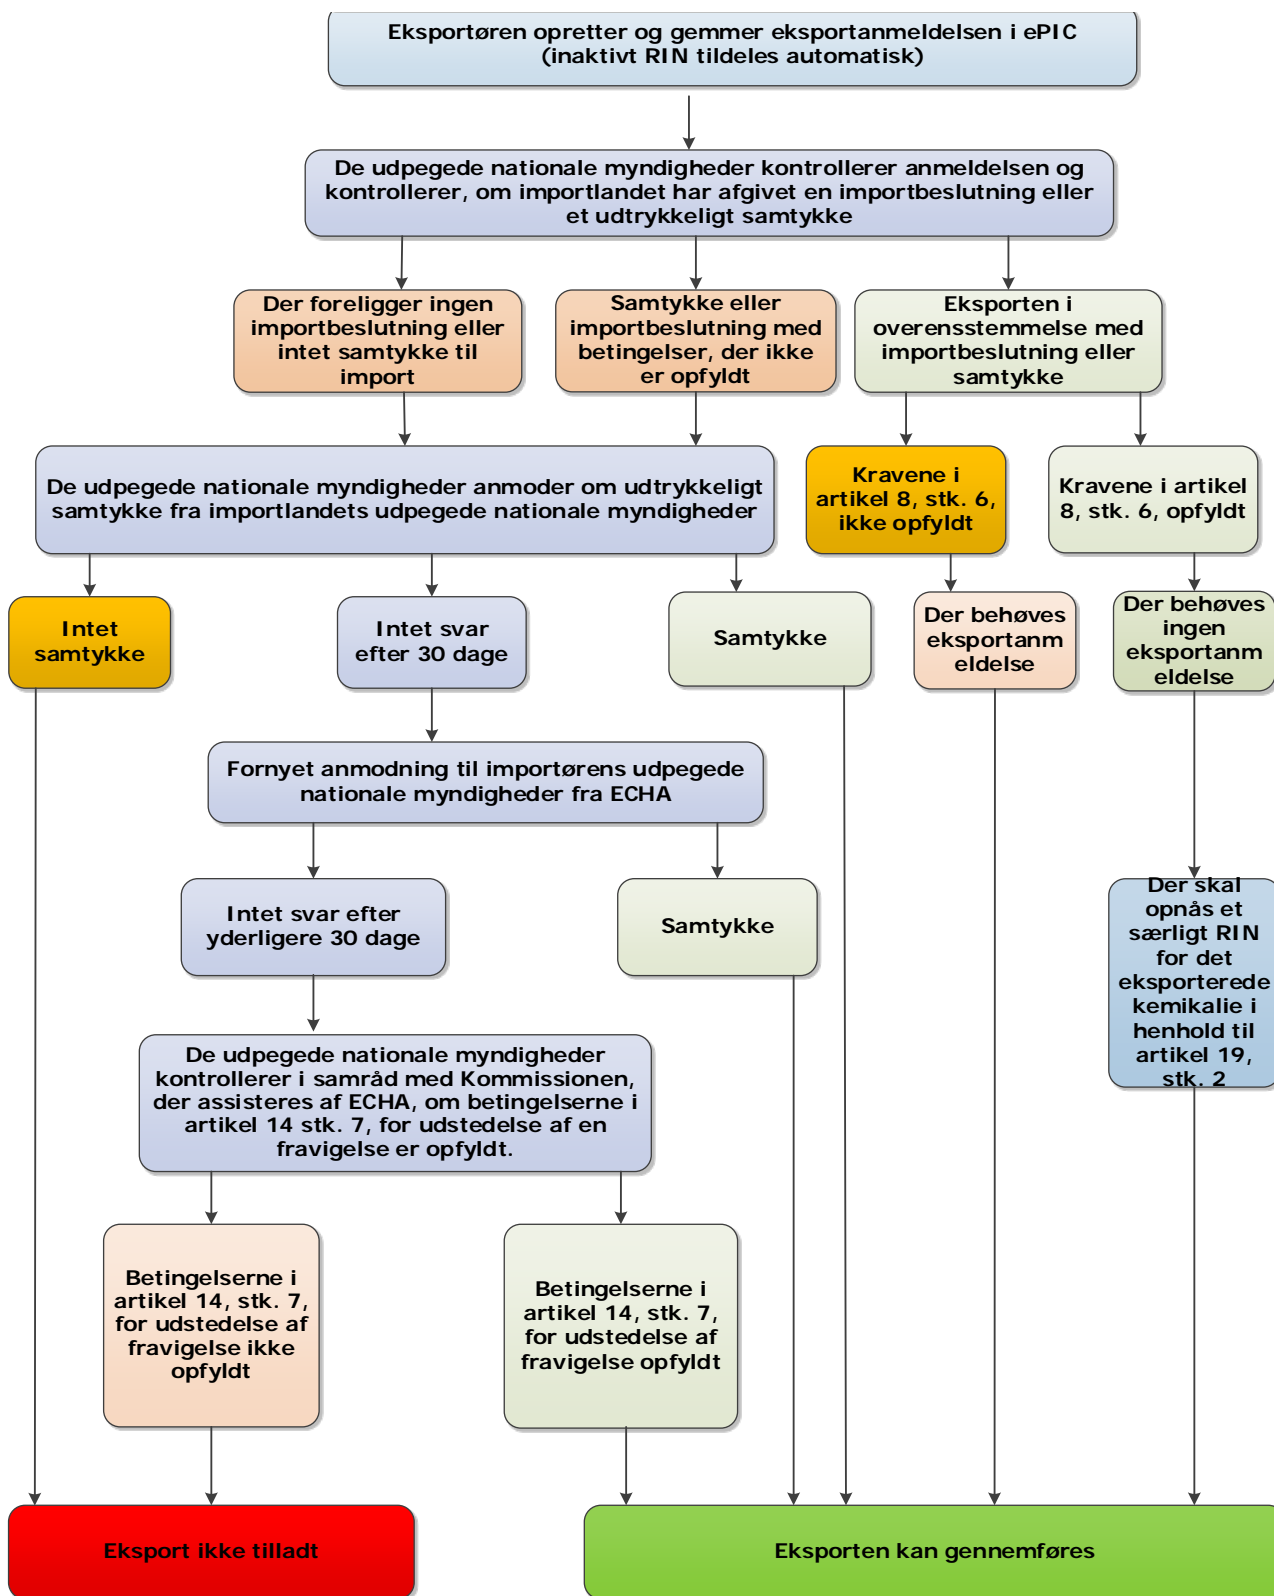 Eksportøren opretter og gemmer eksportanmeldelsen i ePIC
(inaktivt RIN tildeles automatisk)
De udpegede nationale myndigheder kontrollerer anmeldelsen og
kontrollerer, om importlandet har afgivet en importbeslutning eller
et udtrykkeligt samtykke
Der foreligger ingen
importbeslutning eller
intet samtykke til
import
Samtykke eller
importbeslutning med
betingelser, der ikke
er opfyldt
Eksporten i
overensstemmelse med
importbeslutning eller
samtykke
De udpegede nationale myndigheder anmoder om udtrykkeligt
samtykke fra importlandets udpegede nationale myndigheder
Kravene i
artikel 8, stk. 6,
ikke opfyldt
Kravene i artikel
8, stk. 6, opfyldt
Intet
samtykke
Intet svar
efter 30 dage
Samtykke
Der behøves
eksportanm
eldelse
Der behøves
ingen
eksportanm
eldelse
Fornyet anmodning til importørens udpegede
nationale myndigheder fra ECHA
Intet svar efter
yderligere 30 dage
Samtykke
Der skal
opnås et
særligt RIN
for det
eksporterede
kemikalie i
henhold til
artikel 19,
stk. 2
De udpegede nationale myndigheder
kontrollerer i samråd med Kommissionen,
der assisteres af ECHA, om betingelserne i
artikel 14 stk. 7, for udstedelse af en
fravigelse er opfyldt.
Betingelserne i
artikel 14, stk. 7,
for udstedelse af
fravigelse ikke
opfyldt
Betingelserne i
artikel 14, stk. 7,
for udstedelse af
fravigelse opfyldt
Eksport ikke tilladt
Eksporten kan gennemføres